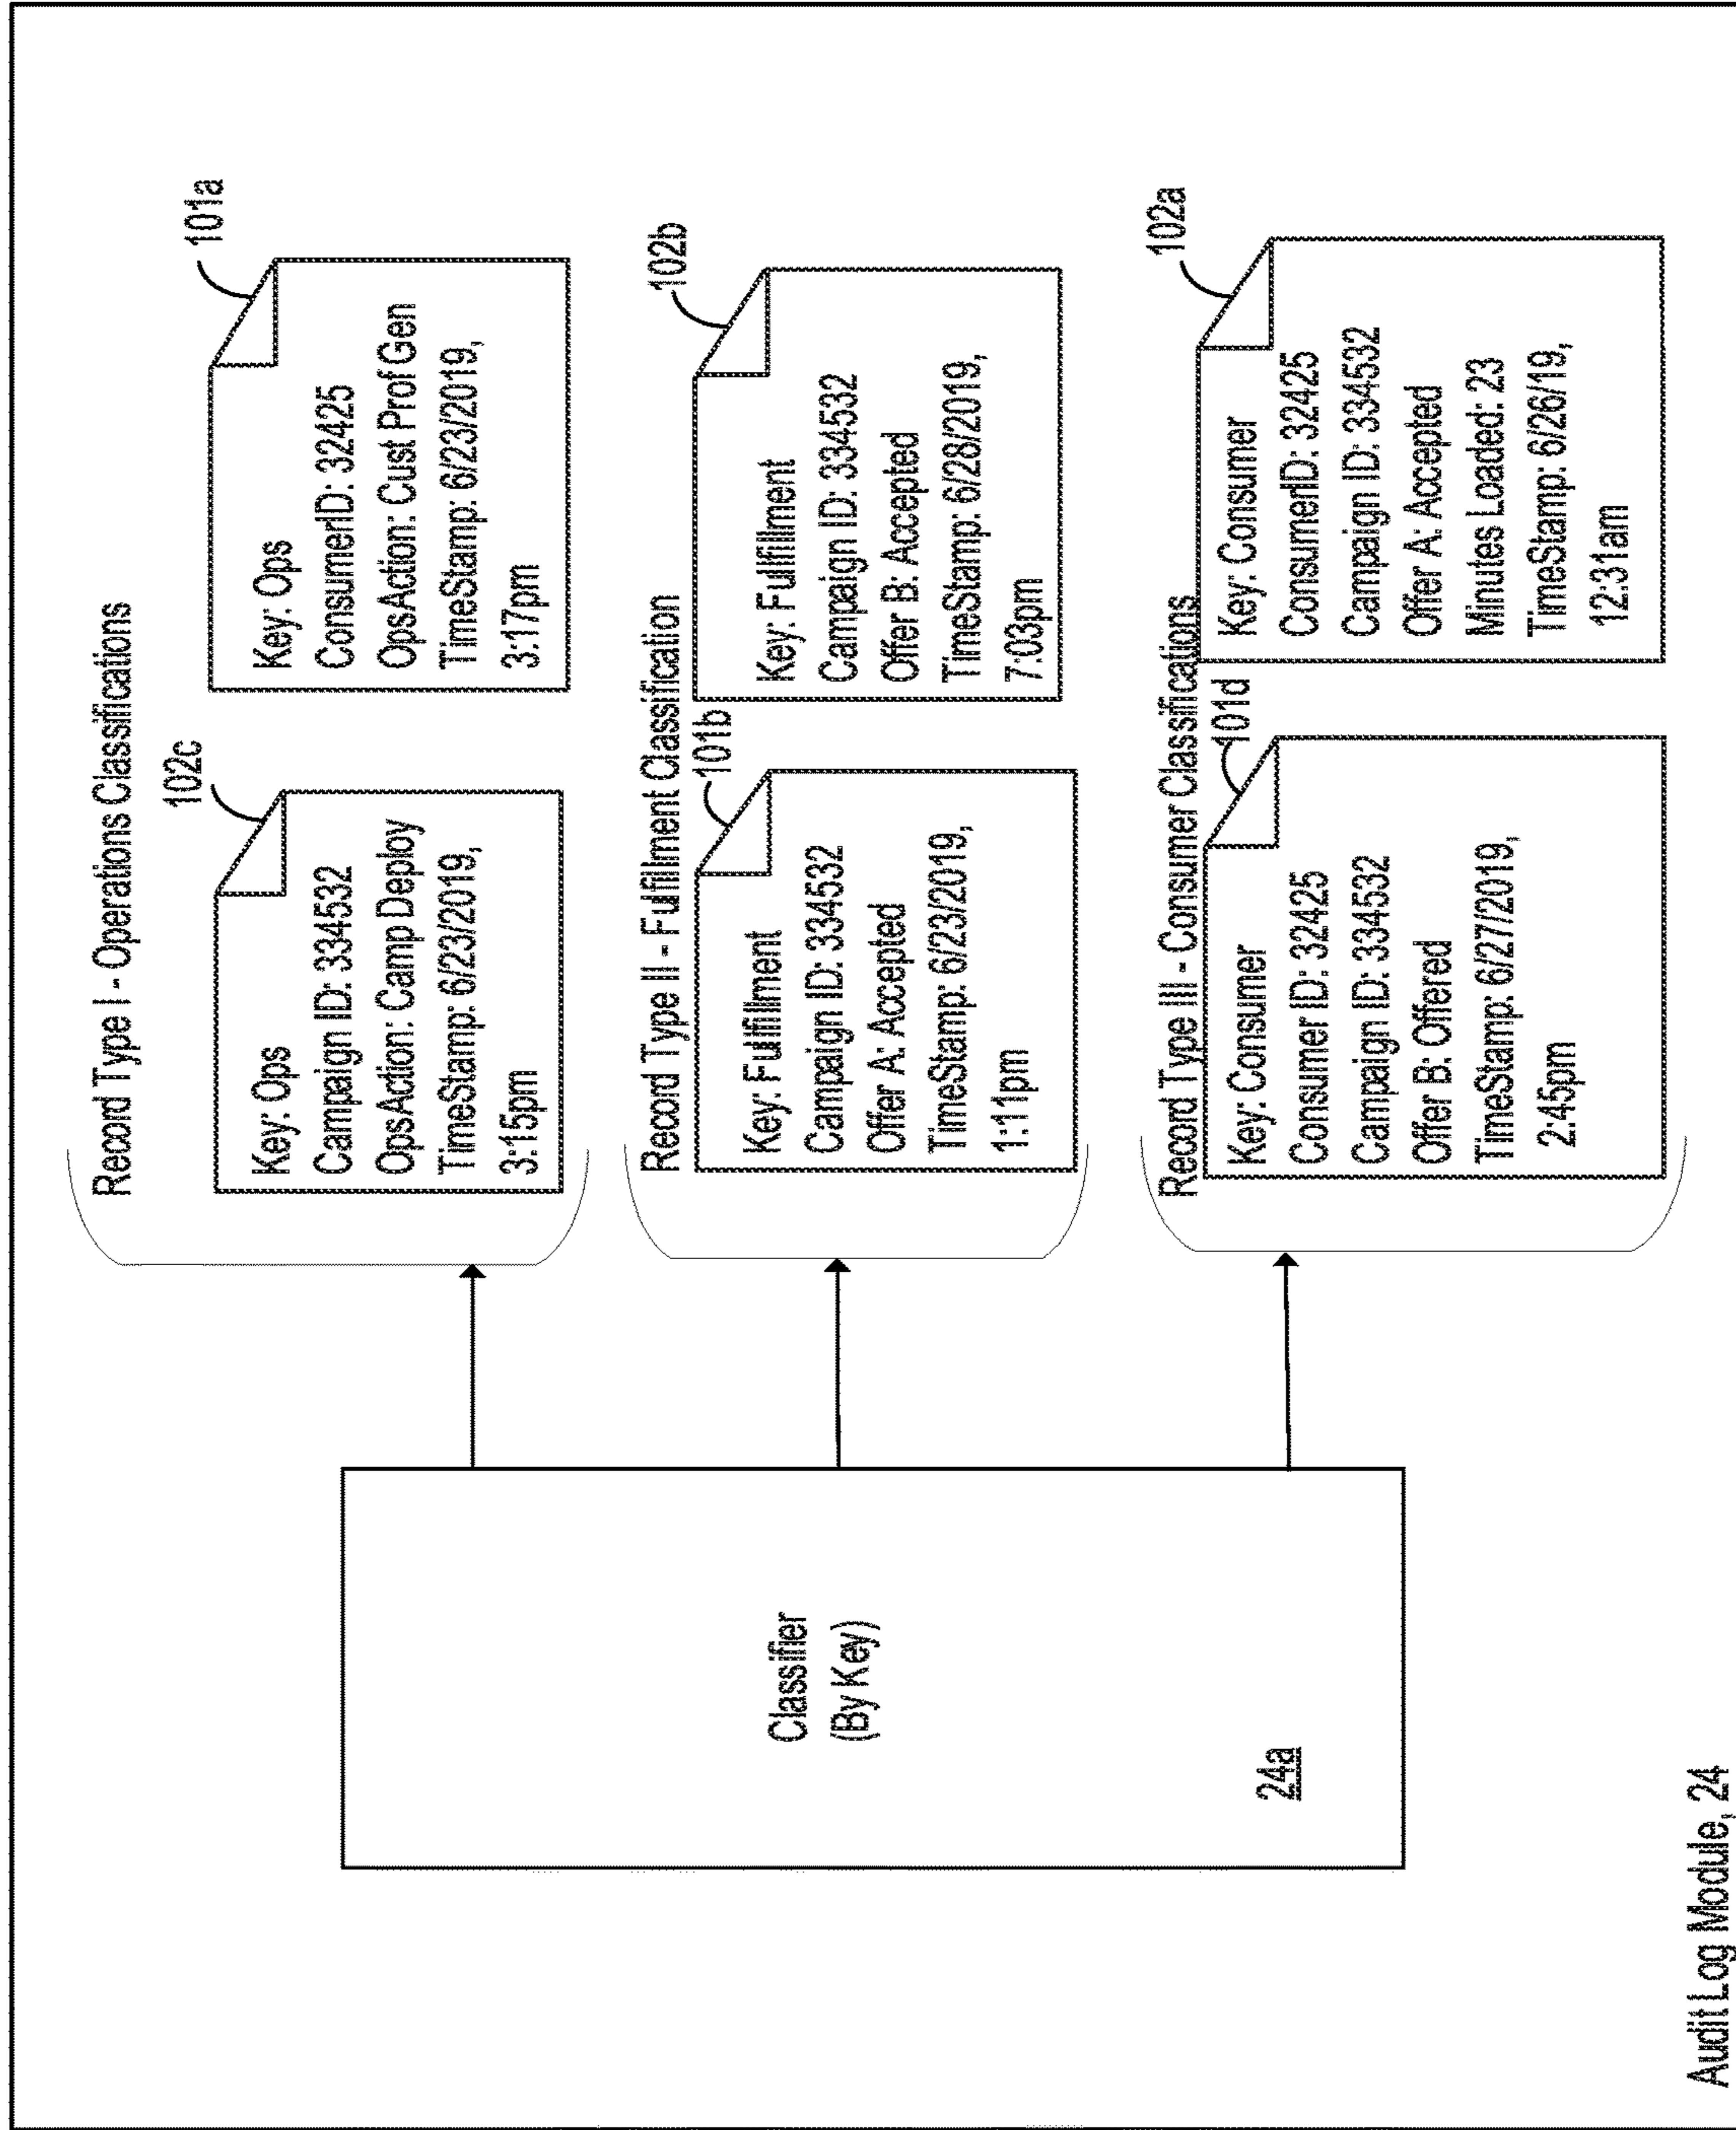 Record Type I - Operations Classifications
102c
Key: Ops
Campaign ID: 334532
OpsAction: Camp Deploy
TimeStamp: 6/23/2019,
3:15pm
101a
Key: Ops
ConsumerID: 32425
OpsAction: Cust Prof Gen
TimeStamp: 6/23/2019,
3:17pm
Record Type II - Fulfillment Classification
101b
Key: Fulfillment
Campaign ID: 334532
Offer A: Accepted
TimeStamp: 6/23/2019,
1:11pm
102b
Key: Fulfillment
Campaign ID: 334532
Offer B: Accepted
TimeStamp: 6/28/2019,
7:03pm
Record Type III - Consumer Classifications
101d
Key: Consumer
Consumer ID: 32425
Campaign ID: 334532
Offer B: Offered
TimeStamp: 6/27/2019,
2:45pm
102a
Key: Consumer
ConsumerID: 32425
Campaign ID: 334532
Offer A: Accepted
Minutes Loaded: 23
TimeStamp: 6/26/19,
12:31am
Classifier
(By Key)
24a
Audit Log Module, 24